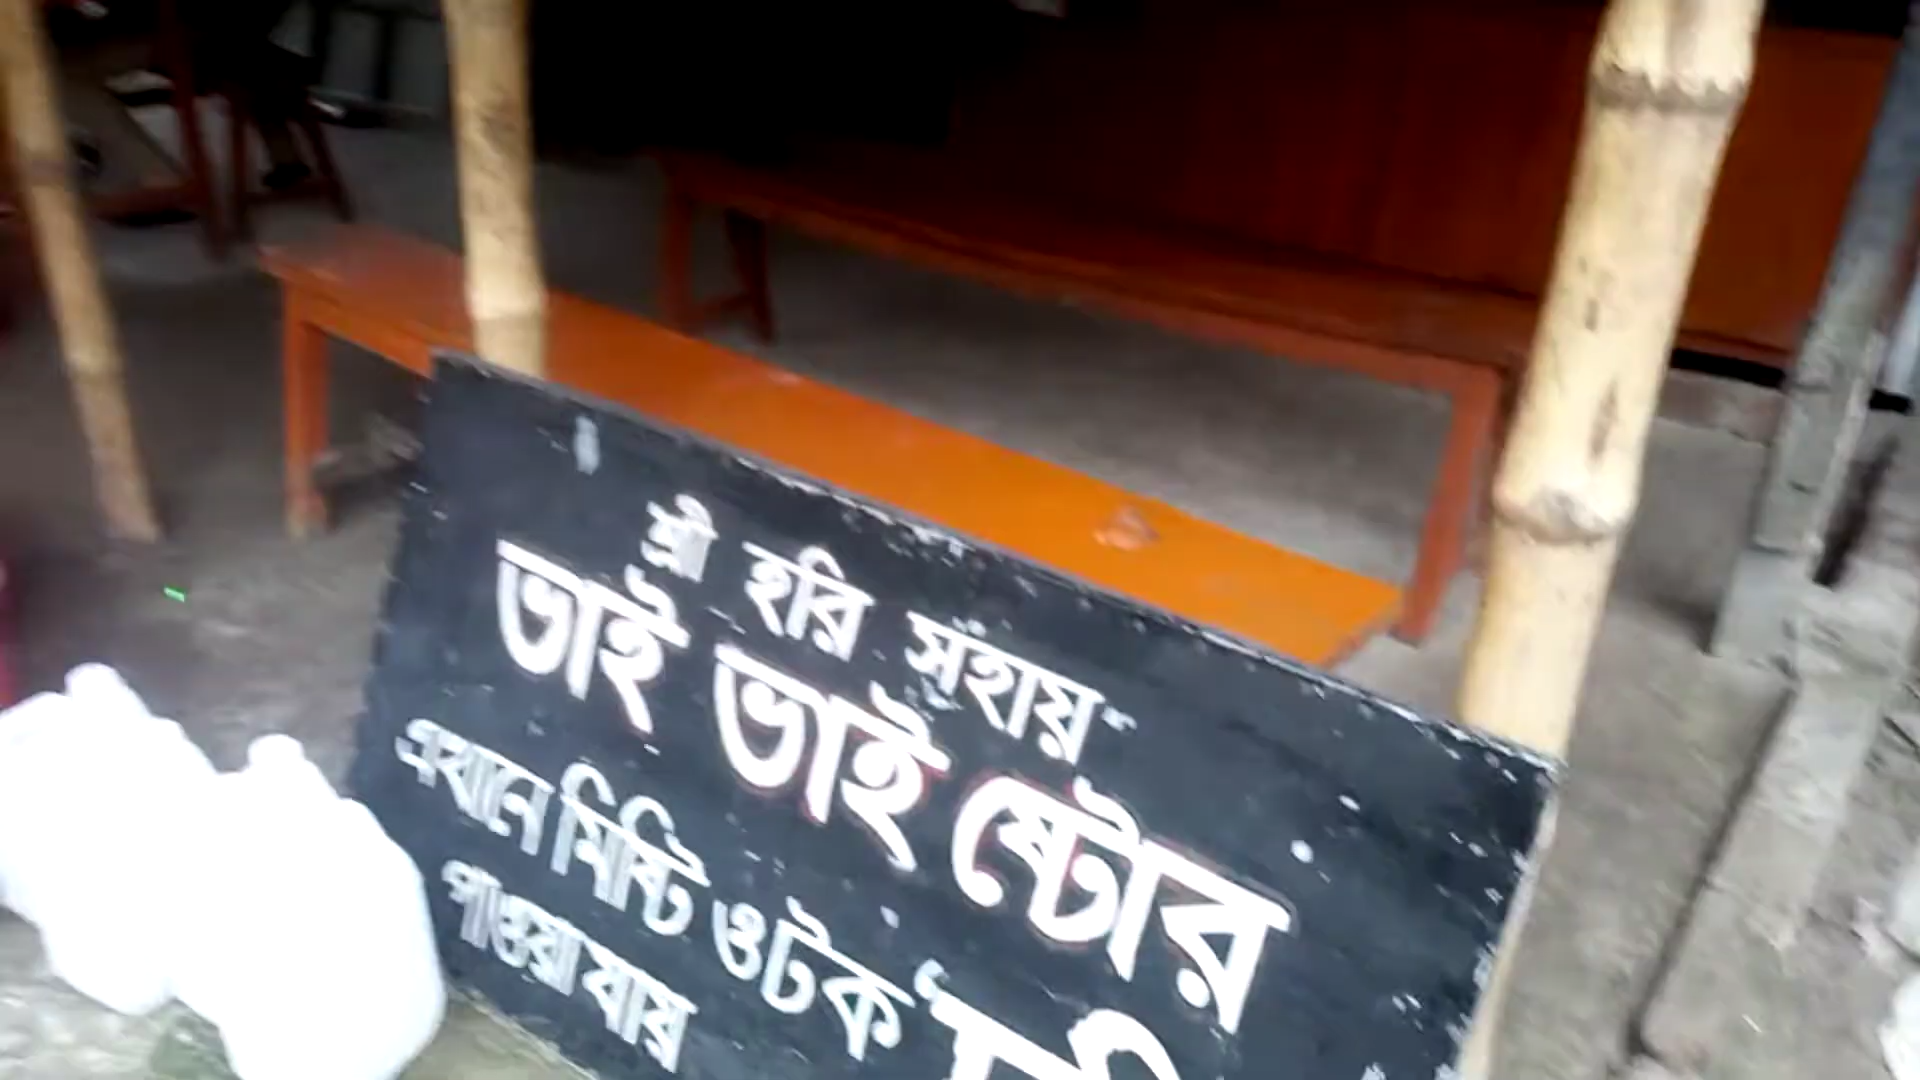 শ্রী হরি সহায়
ভাই ভাই ষ্টোর
এখানে মিষ্টি ও টক
পাওয়া যায়